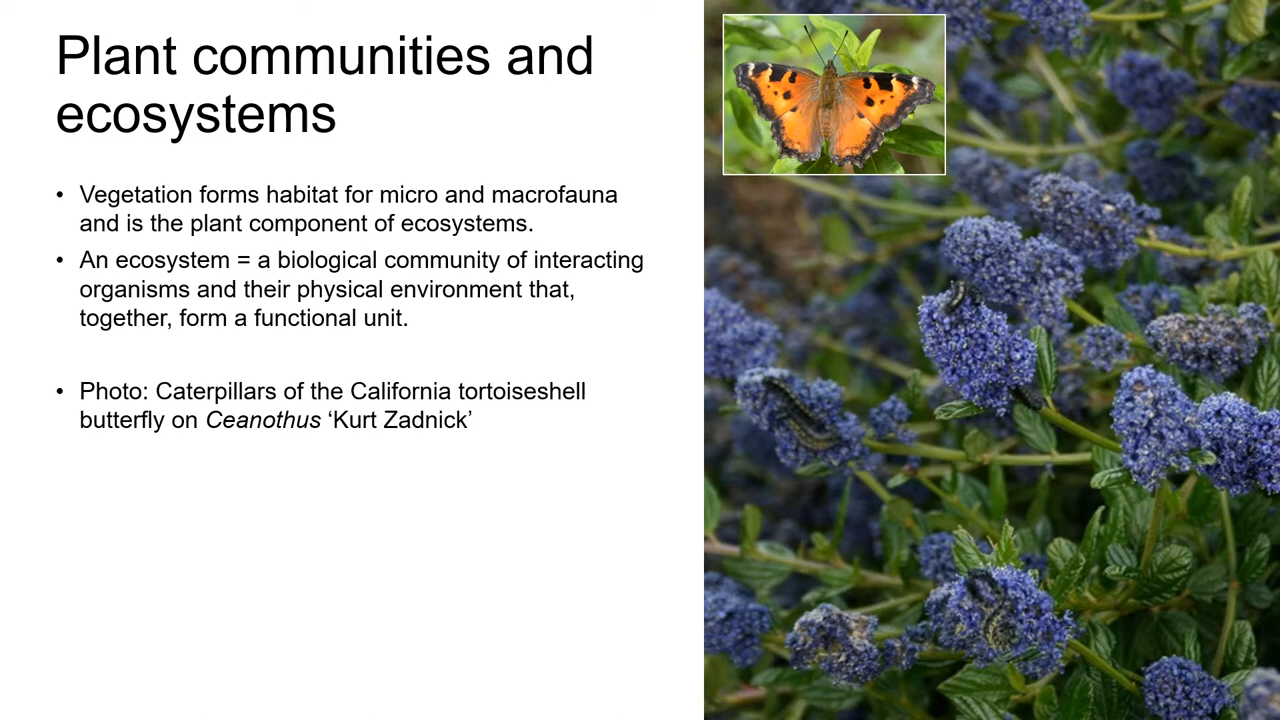 Plant communities and
ecosystems
• Vegetation forms habitat for micro and macrofauna
and is the plant component of ecosystems.
• An ecosystem = a biological community of interacting
organisms and their physical environment that,
together, form a functional unit.
• Photo: Caterpillars of the California tortoiseshell
butterfly on Ceanothus ‘Kurt Zadnick’